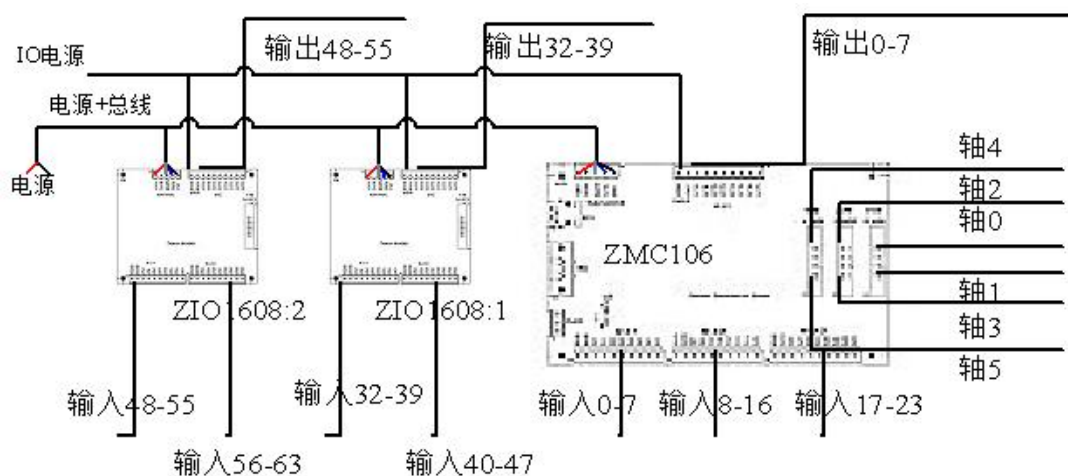 输出48-55
输出32-39
输出0-7
IO电源
电源+总线
电源
轴4
轴2
轴0
ZMC106
轴1
轴3
轴5
ZIO1608:2
ZIO1608:1
输入48-55
输入32-39
输入0-7
输入8-16
输入17-23
输入56-63
输入40-47